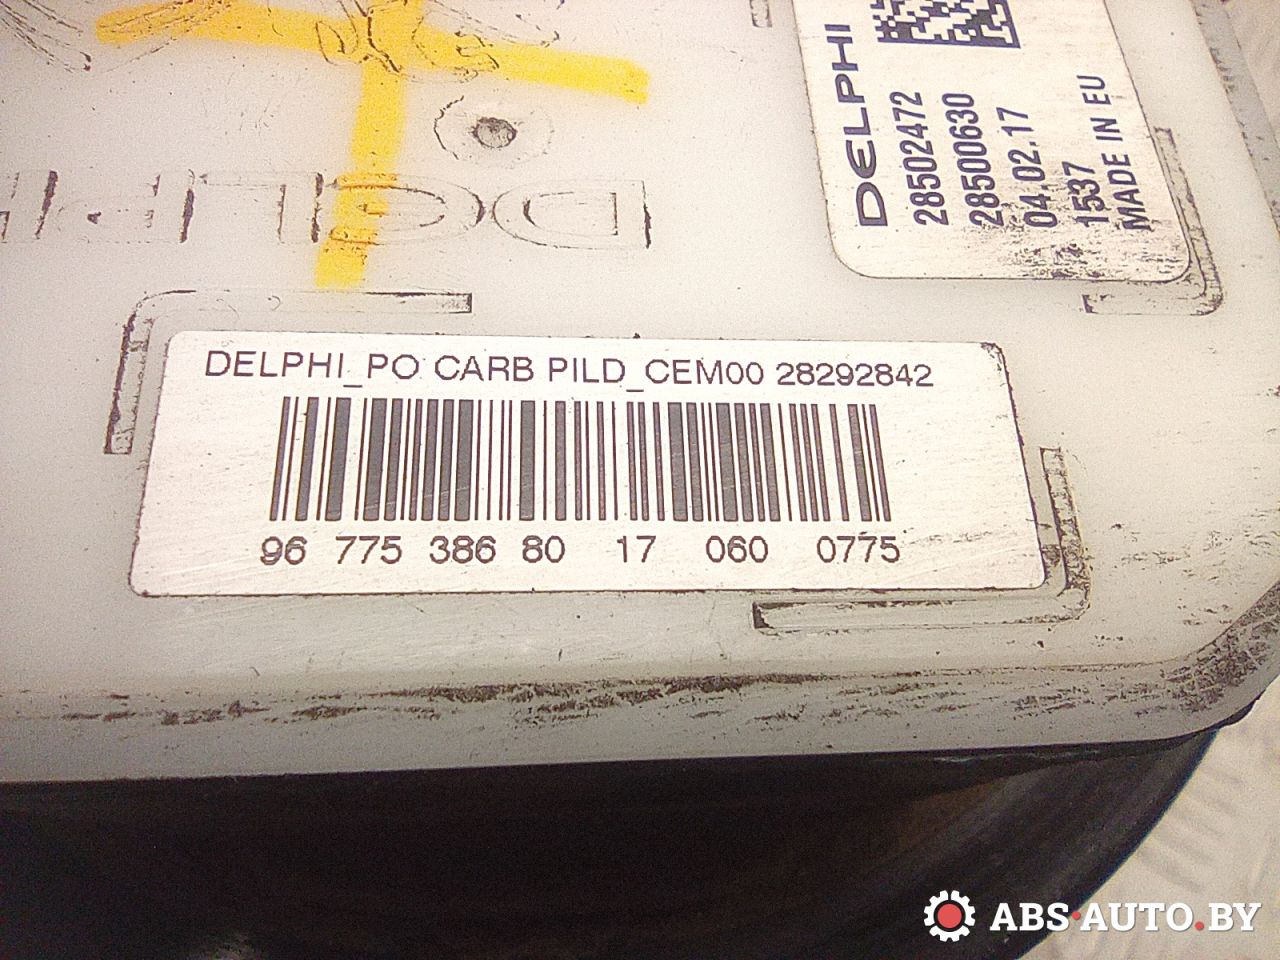 DELPHI
28502472
28500630
04.02.17
1537
MADE IN EU
DELPHI_PO CARB PILD_CEM00 28292842
96 775 386 80 17 060 0775
ABS·AUTO.BY